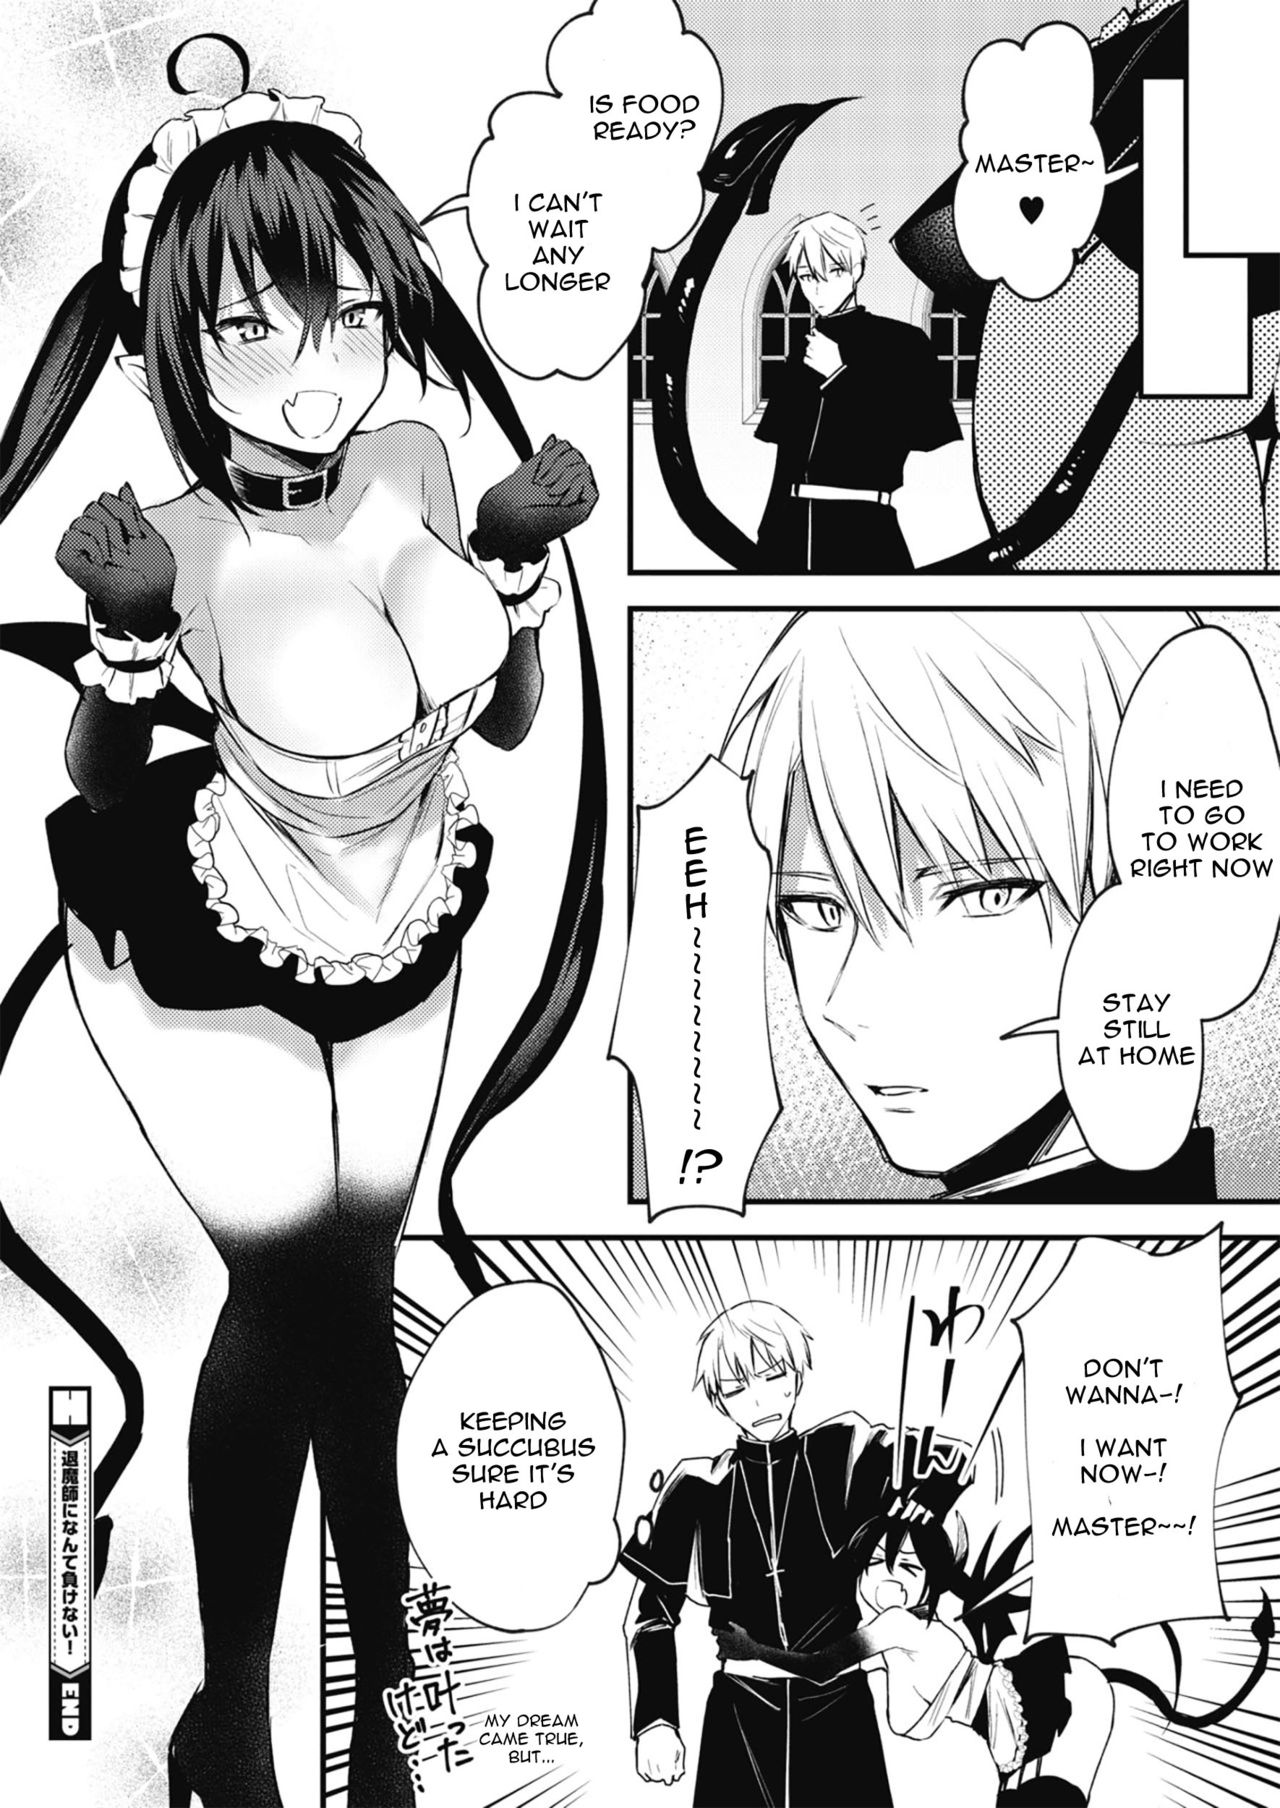 MASTER~
♥
IS FOOD
READY?
I CAN'T
WAIT
ANY
LONGER
I NEED
TO GO
TO WORK
RIGHT NOW
STAY
STILL
AT HOME
EEH~~~~~~~~!?
DON'T
WANNA-!
I WANT
NOW-!
MASTER~~!
わーーん
KEEPING
A SUCCUBUS
SURE IT'S
HARD
夢は叶った
けど…
MY DREAM
CAME TRUE,
BUT...
退魔師になんて負けない！
END